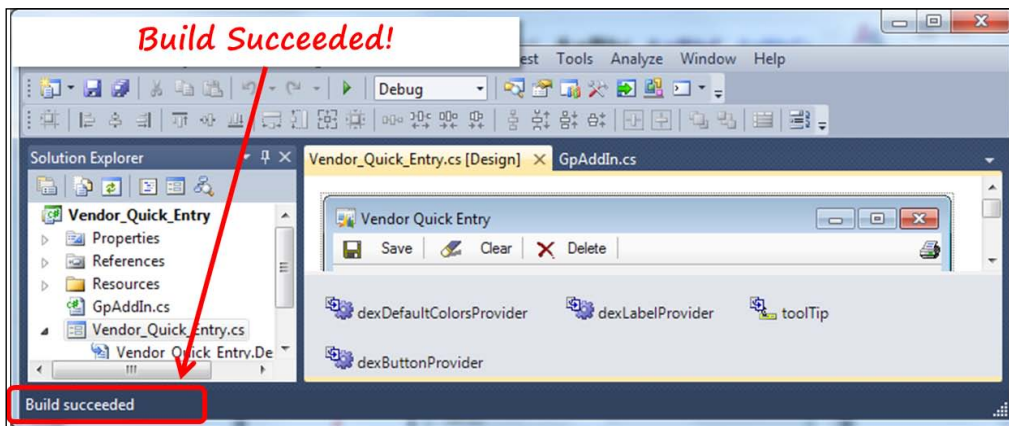 Build Succeeded!
Tools Analyze Window Help
Debug
Solution Explorer
Vendor_Quick_Entry.cs [Design] GpAddIn.cs
Vendor_Quick_Entry
Properties
References
Resources
GpAddIn.cs
Vendor_Quick_Entry.cs
Vendor_Quick_Entry.De
Vendor Quick Entry
Save Clear Delete
dexDefaultColorsProvider dexLabelProvider toolTip
dexButtonProvider
Build succeeded